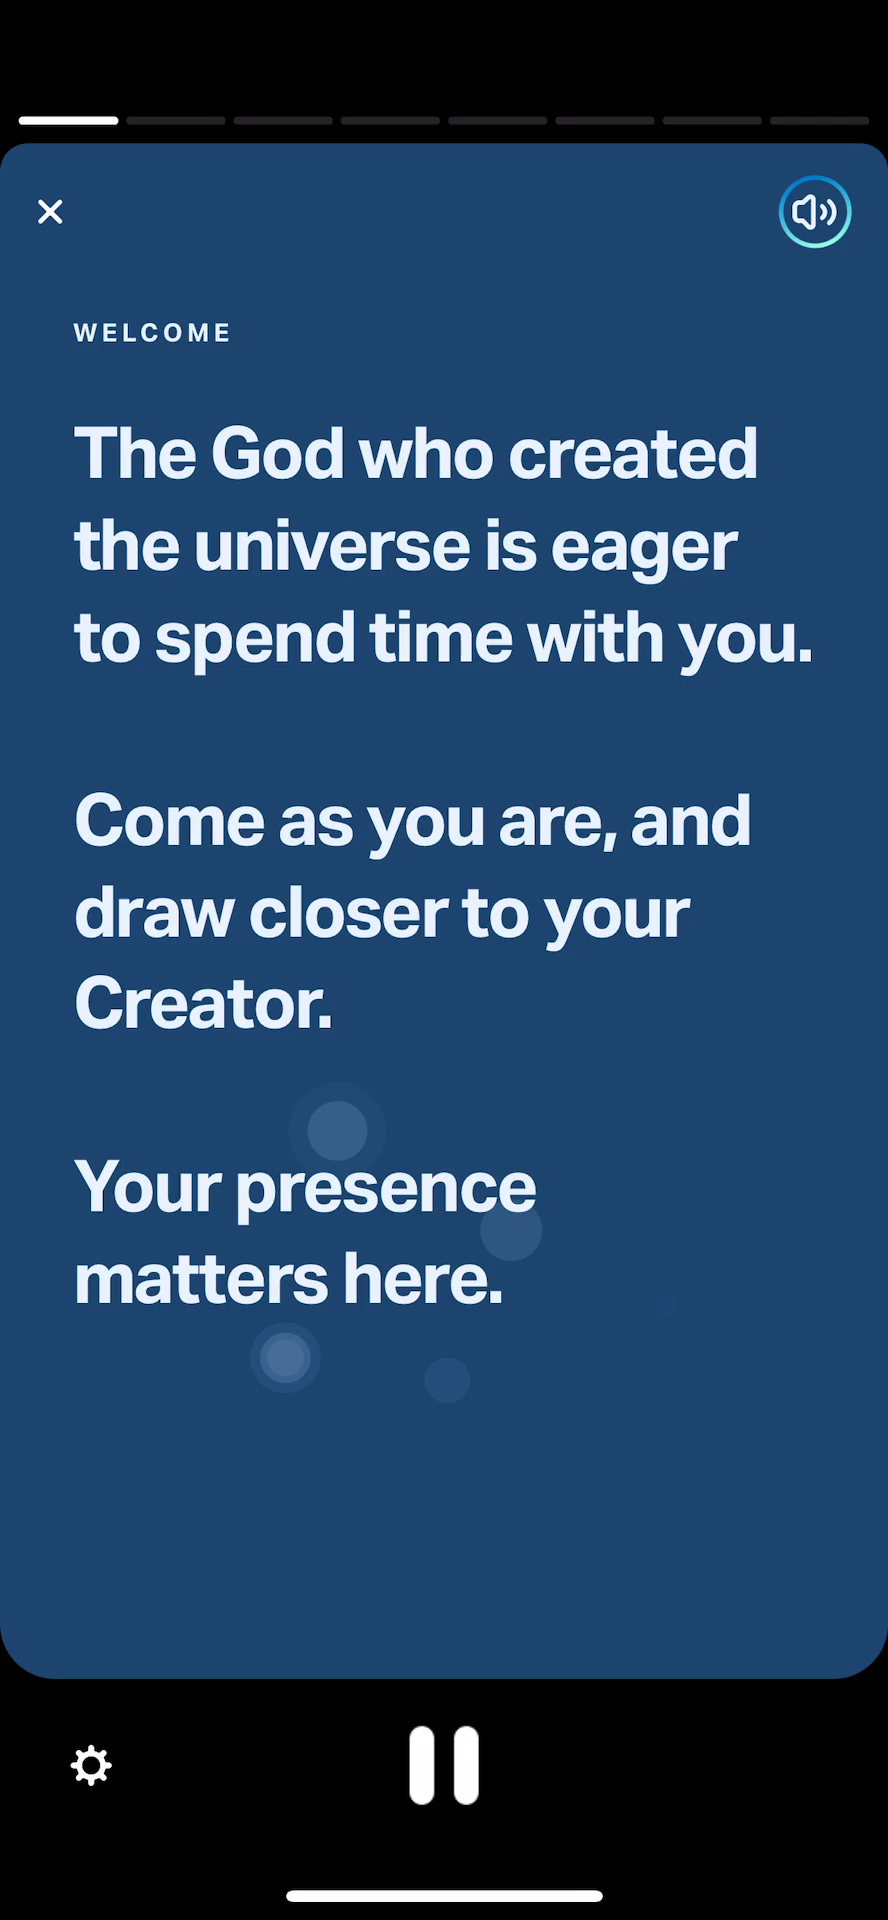 WELCOME
The God who created
the universe is eager
to spend time with you.
Come as you are, and
draw closer to your
Creator.
Your presence
matters here.